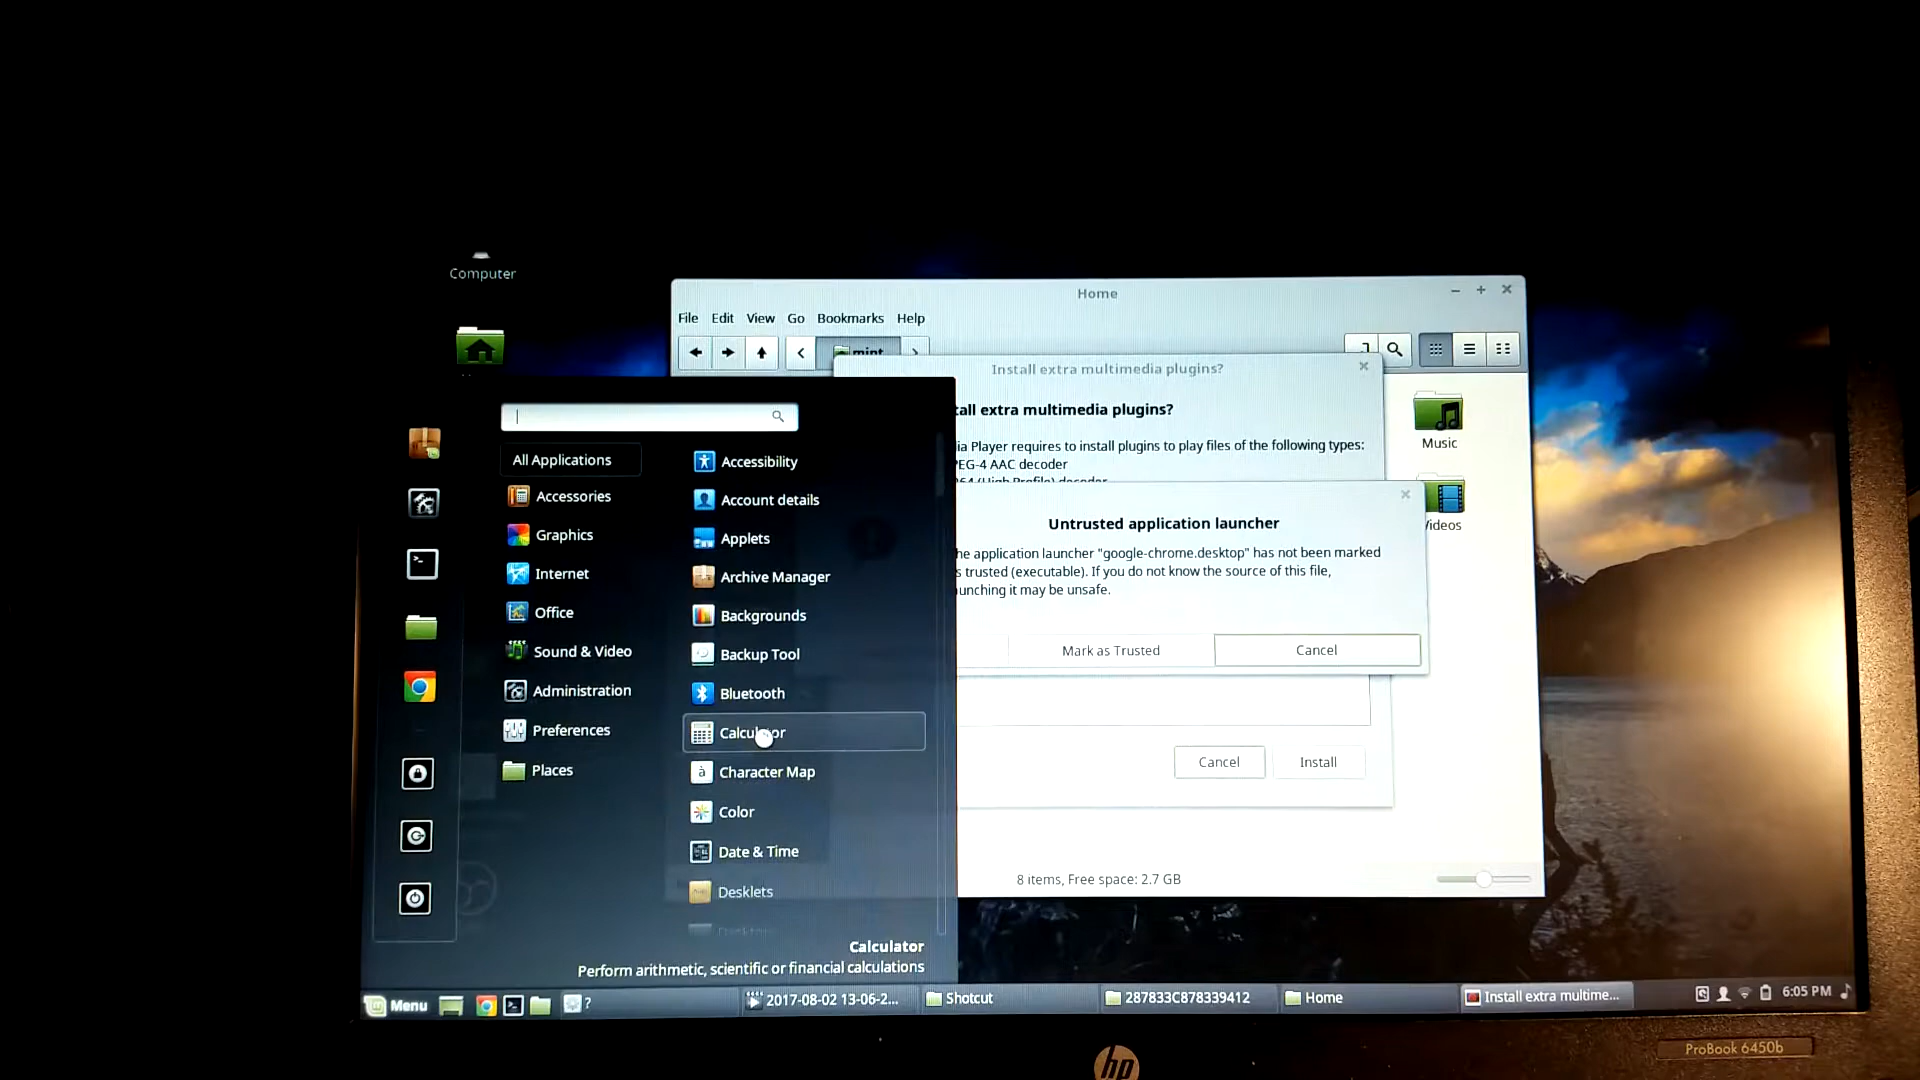 Computer
Home
File Edit View Go Bookmarks Help
mint
Install extra multimedia plugins?
tall extra multimedia plugins?
ia Player requires to install plugins to play files of the following types:
PEG-4 AAC decoder
264 (High Profile) decoder
Music
Videos
Untrusted application launcher
he application launcher "google-chrome.desktop" has not been marked
s trusted (executable). If you do not know the source of this file,
unching it may be unsafe.
Mark as Trusted
Cancel
Cancel
Install
8 items, Free space: 2.7 GB
All Applications
Accessories
Graphics
Internet
Office
Sound & Video
Administration
Preferences
Places
Accessibility
Account details
Applets
Archive Manager
Backgrounds
Backup Tool
Bluetooth
Calculator
Character Map
Color
Date & Time
Desklets
Calculator
Perform arithmetic, scientific or financial calculations
Menu
?
2017-08-02 13-06-2...
Shotcut
287833C878339412
Home
Install extra multime...
6:05 PM
hp
ProBook 6450b